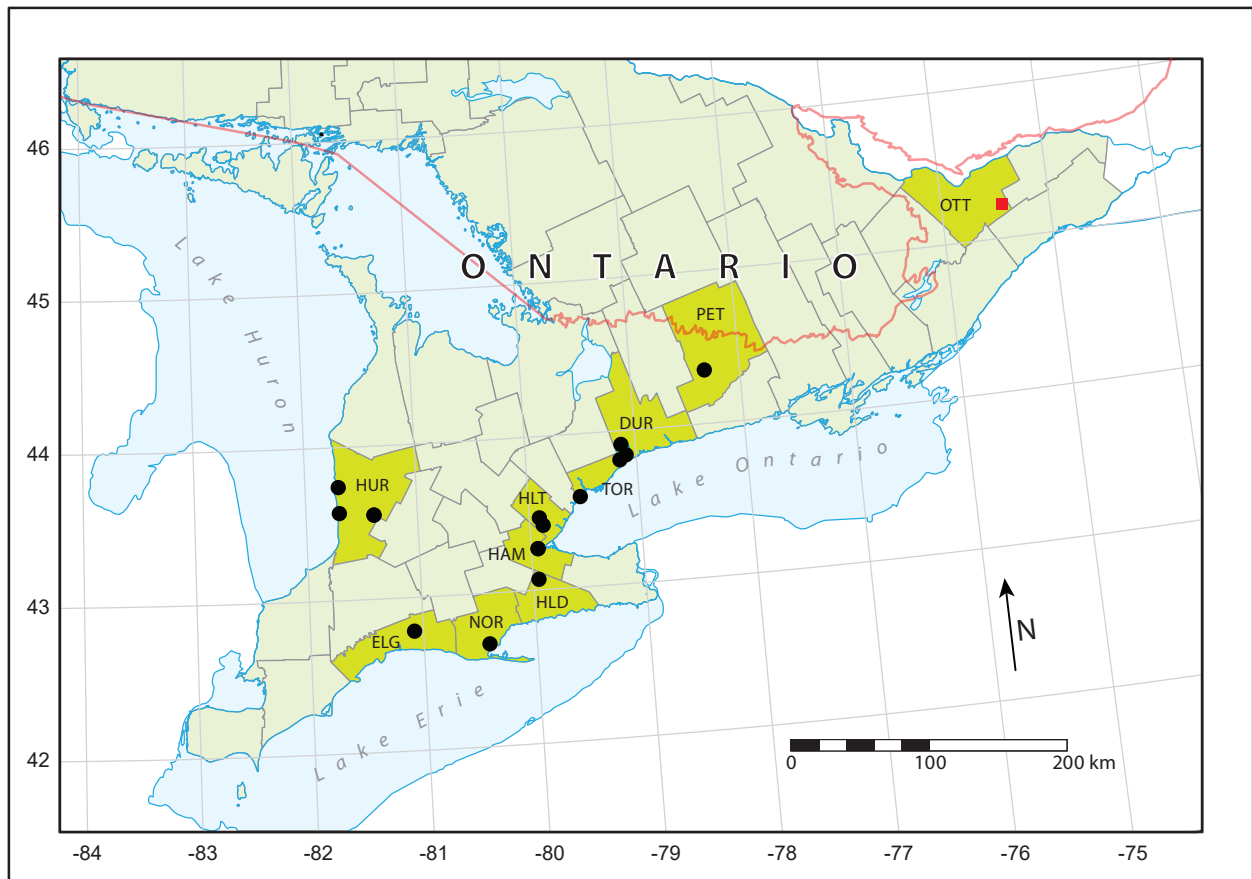 46
45
44
43
42
ONTARIO
Lake Huron
OTT
PET
DUR
HUR
TOR
Lake Ontario
HLT
HAM
HLD
NOR
ELG
Lake Erie
N
0 100 200 km
-84 -83 -82 -81 -80 -79 -78 -77 -76 -75